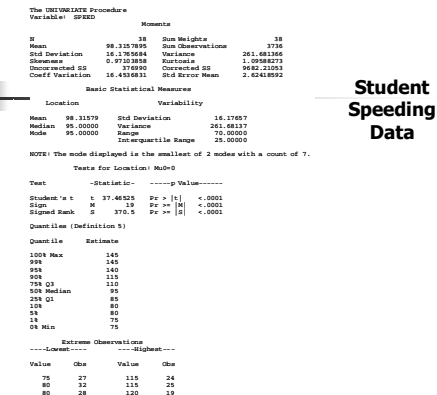 The UNIVARIATE Procedure
Variable: SPEED
Moments
N 38 Sum Weights 38
Mean 98.3157895 Sum Observations 3736
Std Deviation 16.1765684 Variance 261.681366
Skewness 0.97103858 Kurtosis 1.09588273
Uncorrected SS 376990 Corrected SS 9682.21053
Coeff Variation 16.4536831 Std Error Mean 2.62418592
Basic Statistical Measures
Location Variability
Mean 98.31579 Std Deviation 16.17657
Median 95.00000 Variance 261.68137
Mode 95.00000 Range 70.00000
Interquartile Range 25.00000
NOTE: The mode displayed is the smallest of 2 modes with a count of 7.
Tests for Location: Mu0=0
Test -Statistic- -----p Value------
Student's t t 37.46525 Pr > |t| <.0001
Sign M 19 Pr >= |M| <.0001
Signed Rank S 370.5 Pr >= |S| <.0001
Quantiles (Definition 5)
Quantile Estimate
100% Max 145
99% 145
95% 140
90% 115
75% Q3 110
50% Median 95
25% Q1 85
10% 80
5% 80
1% 75
0% Min 75
Extreme Observations
----Lowest---- ----Highest---
Value Obs Value Obs
75 27 115 24
80 32 115 25
80 28 120 19
Student
Speeding
Data